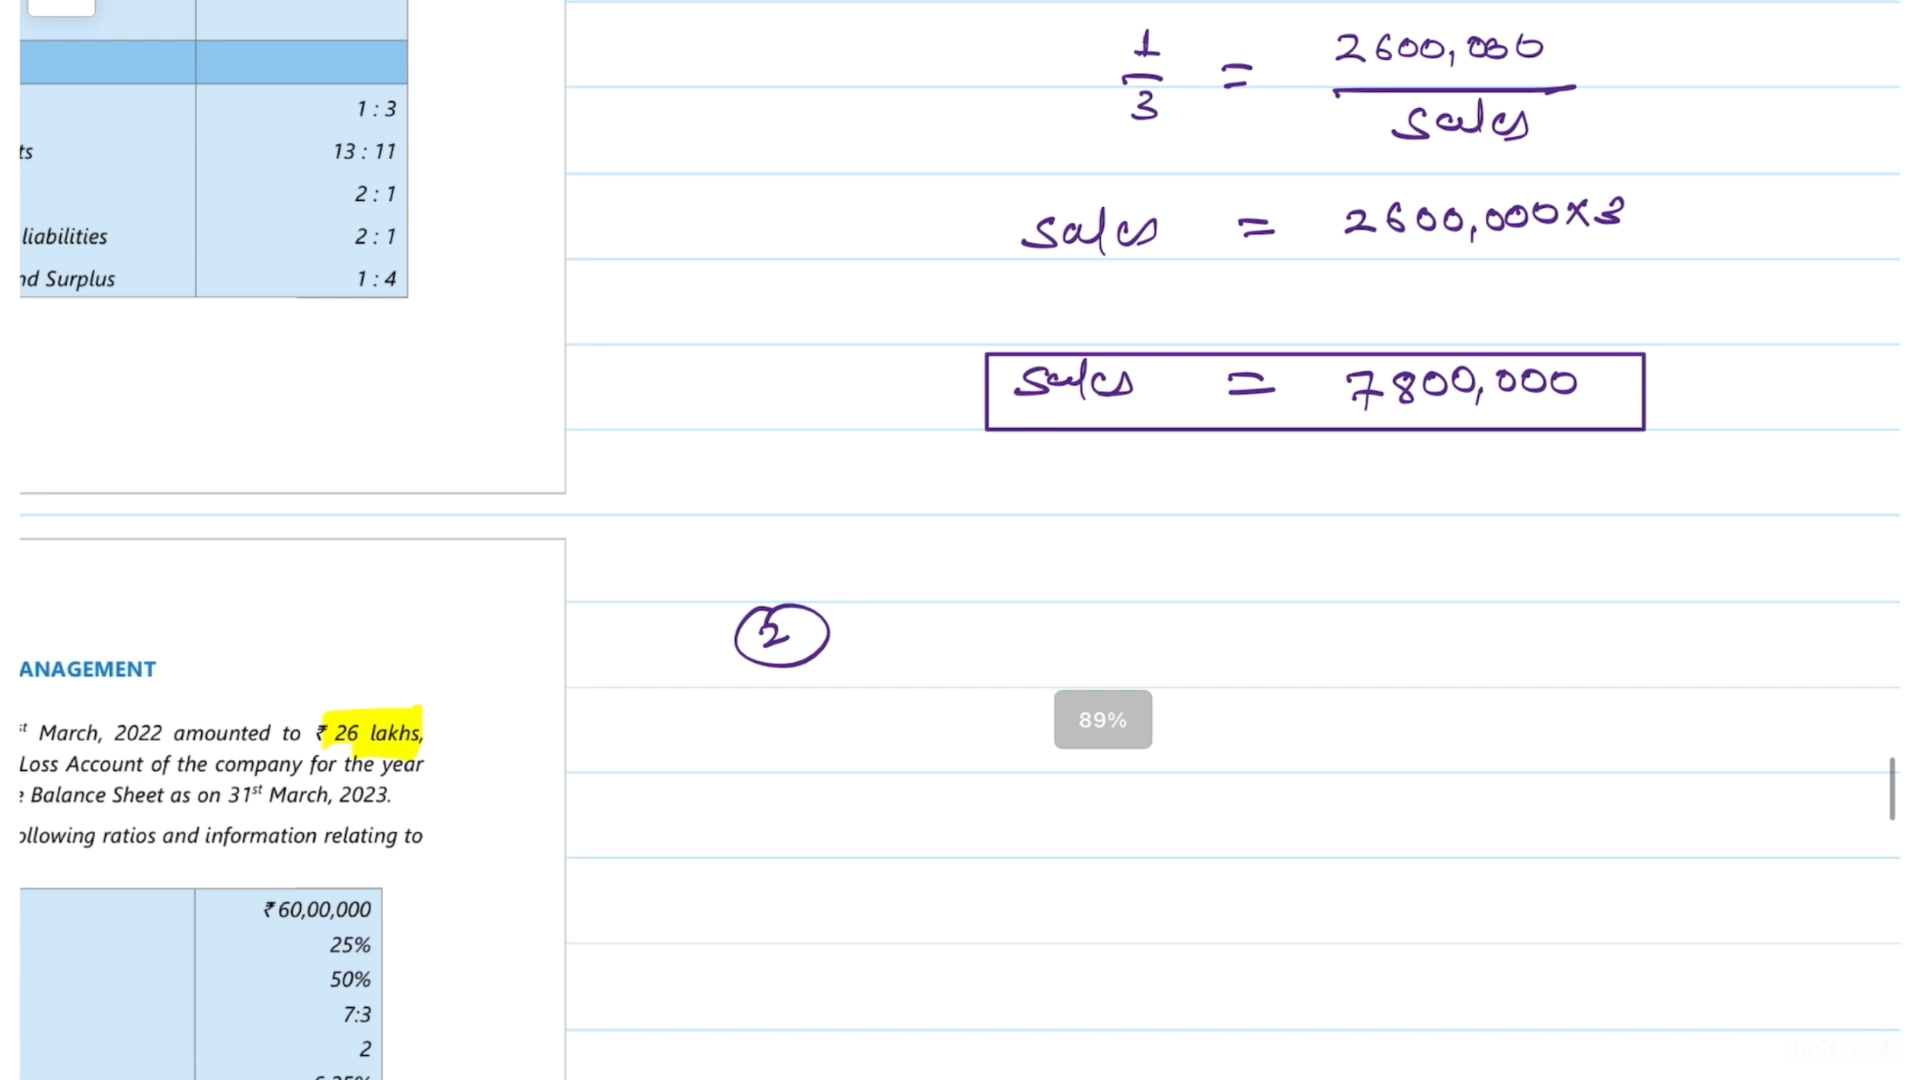 1 : 3
ts 13 : 11
2 : 1
liabilities 2 : 1
nd Surplus 1 : 4
1/3 = 2600,000/sales
sales = 2600,000 × 3
sales = 7800,000
2
89%
ANAGEMENT
st March, 2022 amounted to ₹ 26 lakhs,
Loss Account of the company for the year
e Balance Sheet as on 31st March, 2023.
ollowing ratios and information relating to
₹ 60,00,000
25%
50%
7:3
2